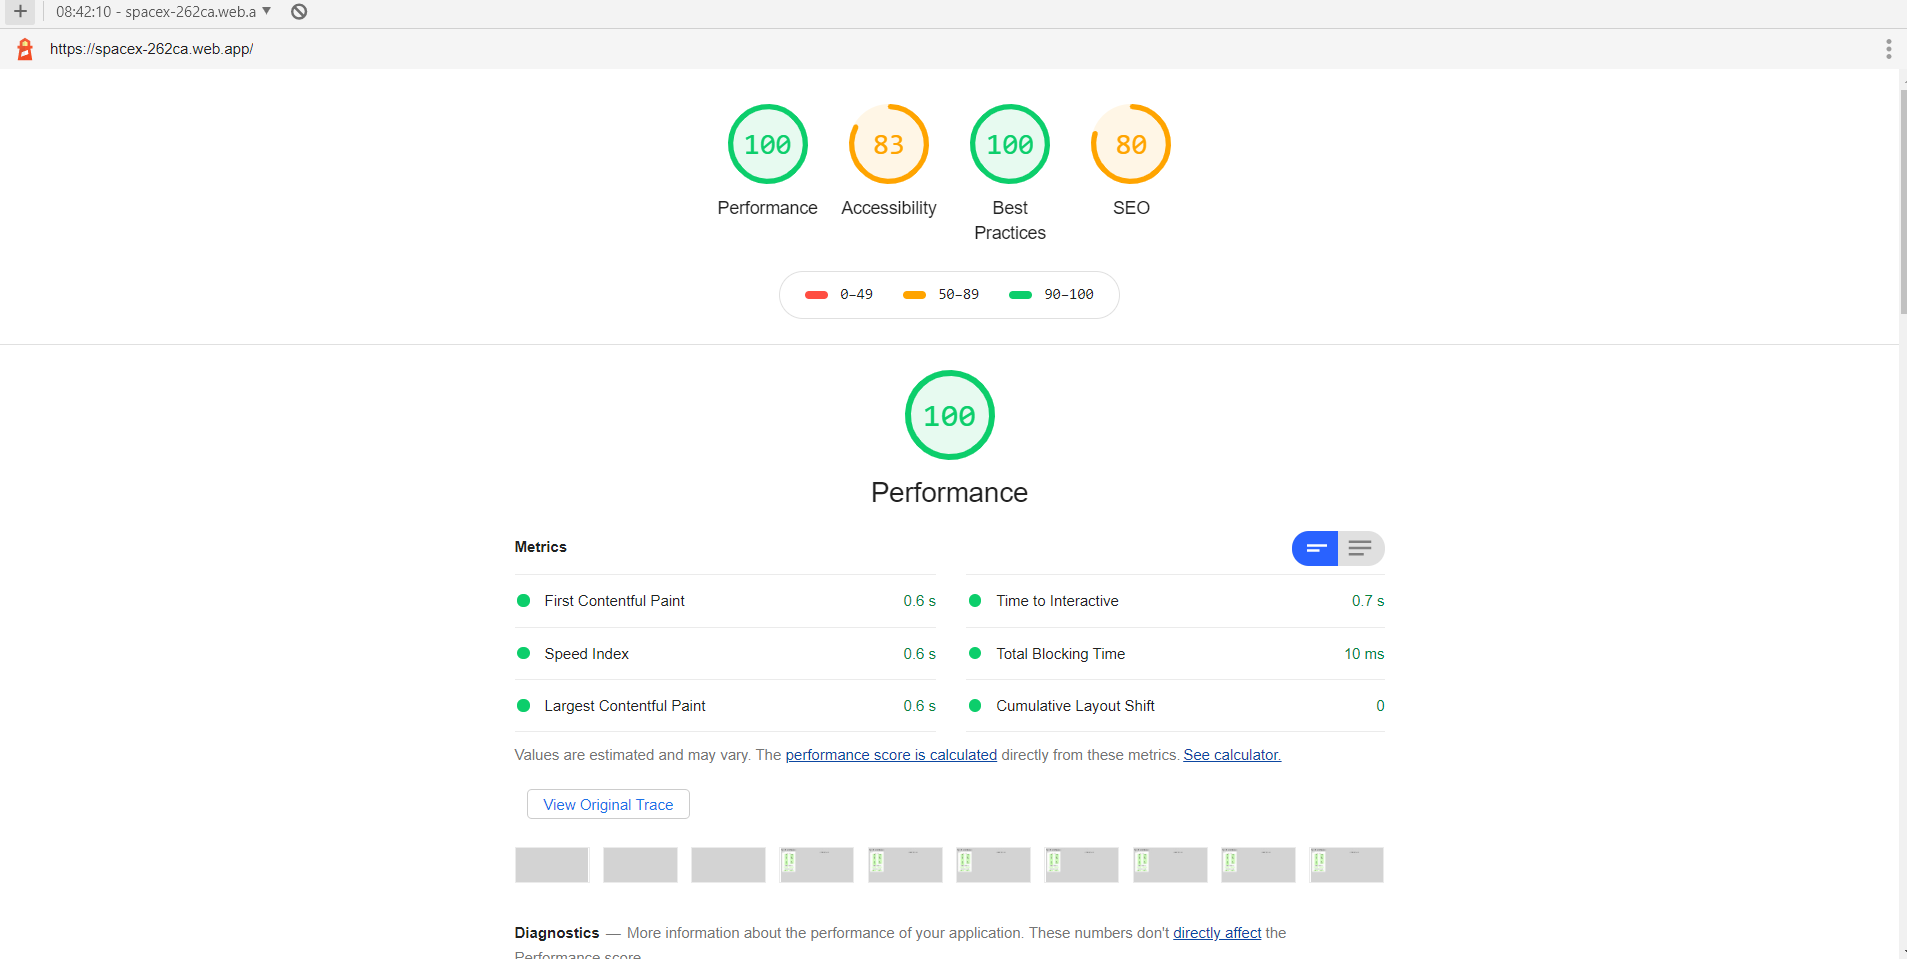 08:42:10 - spacex-262ca.web.a
https://spacex-262ca.web.app/
100 83 100 80
Performance Accessibility Best Practices SEO
0–49 50–89 90–100
100
Performance
Metrics
First Contentful Paint 0.6 s Time to Interactive 0.7 s
Speed Index 0.6 s Total Blocking Time 10 ms
Largest Contentful Paint 0.6 s Cumulative Layout Shift 0
Values are estimated and may vary. The performance score is calculated directly from these metrics. See calculator.
View Original Trace
Diagnostics — More information about the performance of your application. These numbers don't directly affect the
Performance score.